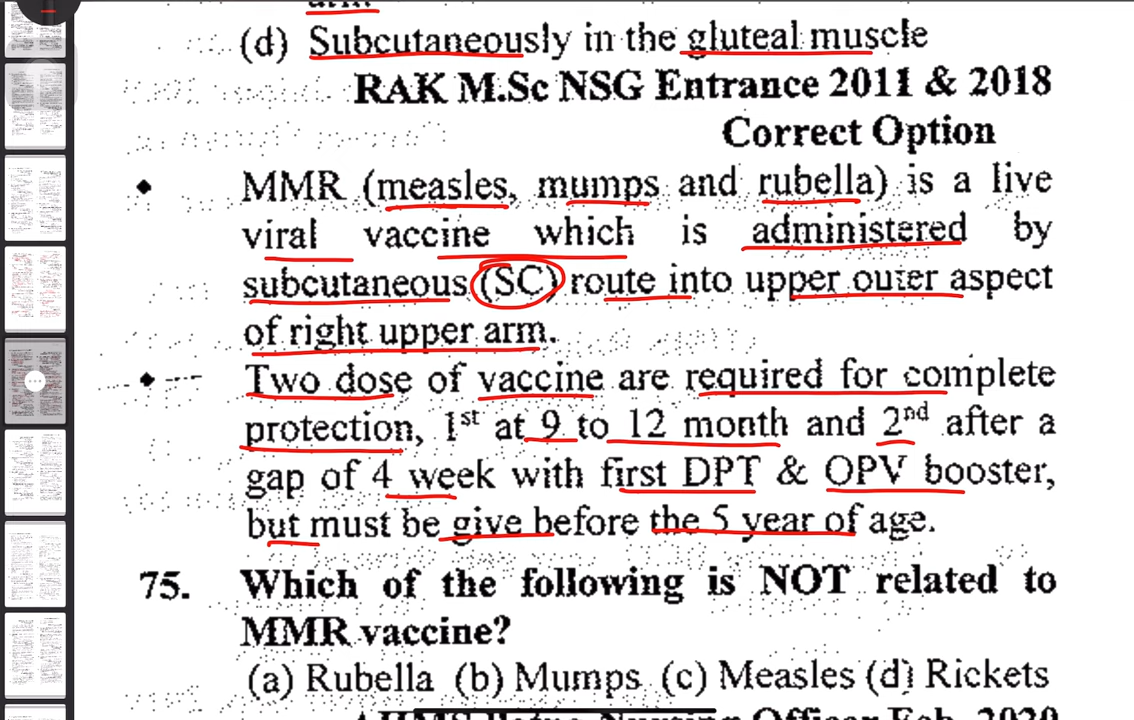 arm
(d) Subcutaneously in the gluteal muscle
RAK M.Sc NSG Entrance 2011 & 2018
Correct Option
MMR (measles, mumps and rubella) is a live
viral vaccine which is administered by
subcutaneous (SC) route into upper outer aspect
of right upper arm.
Two dose of vaccine are required for complete
protection, 1st at 9 to 12 month and 2nd after a
gap of 4 week with first DPT & OPV booster,
but must be give before the 5 year of age.
75. Which of the following is NOT related to
MMR vaccine?
(a) Rubella (b) Mumps (c) Measles (d) Rickets